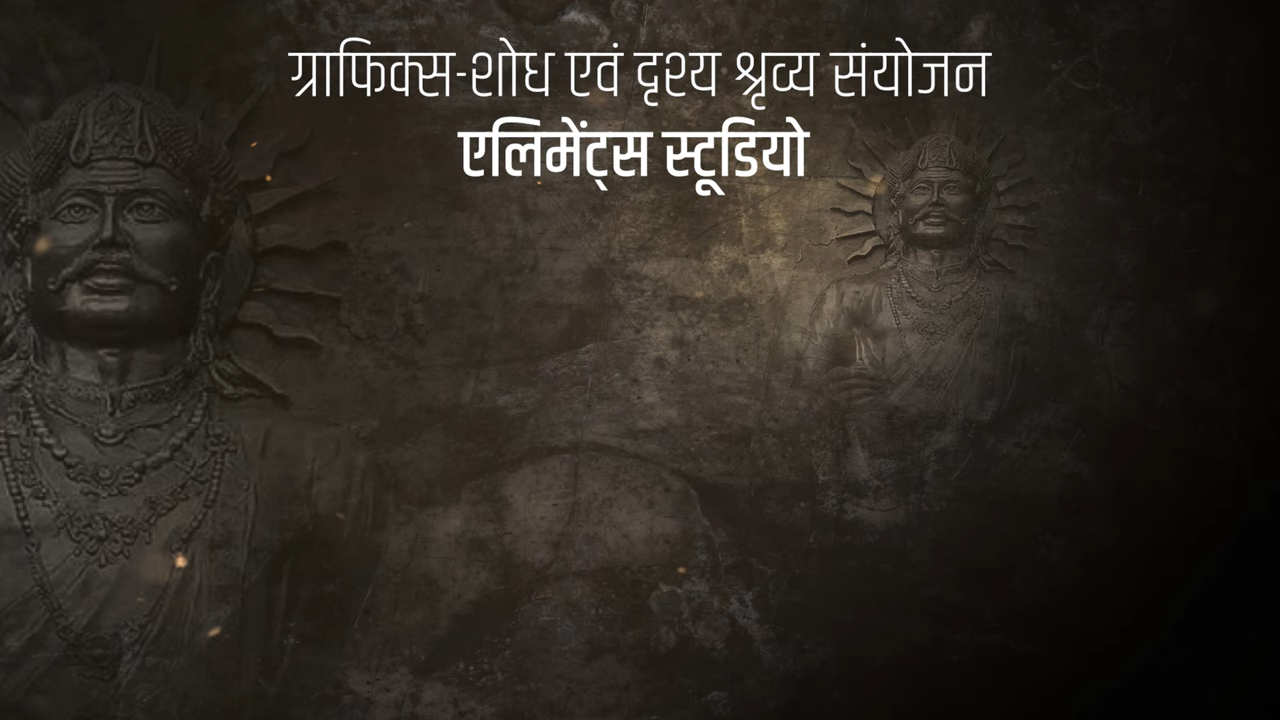 ग्राफिक्स-शोध एवं दृश्य श्रृव्य संयोजन
एलिमेंट्स स्टूडियो